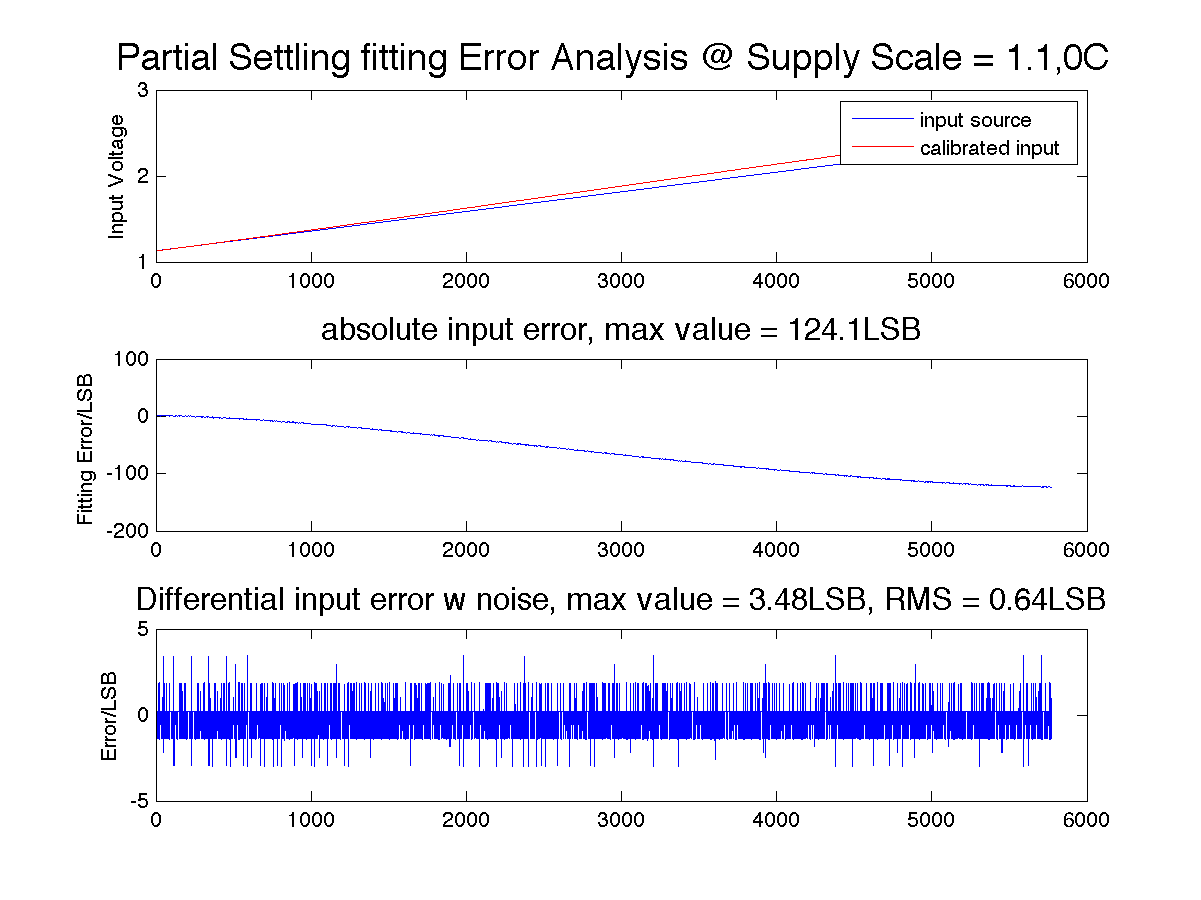 Partial Settling fitting Error Analysis @ Supply Scale = 1.1,0C
3
2
1
Input Voltage
input source
calibrated input
0 1000 2000 3000 4000 5000 6000
absolute input error, max value = 124.1LSB
100
0
-100
-200
Fitting Error/LSB
0 1000 2000 3000 4000 5000 6000
Differential input error w noise, max value = 3.48LSB, RMS = 0.64LSB
5
0
-5
Error/LSB
0 1000 2000 3000 4000 5000 6000